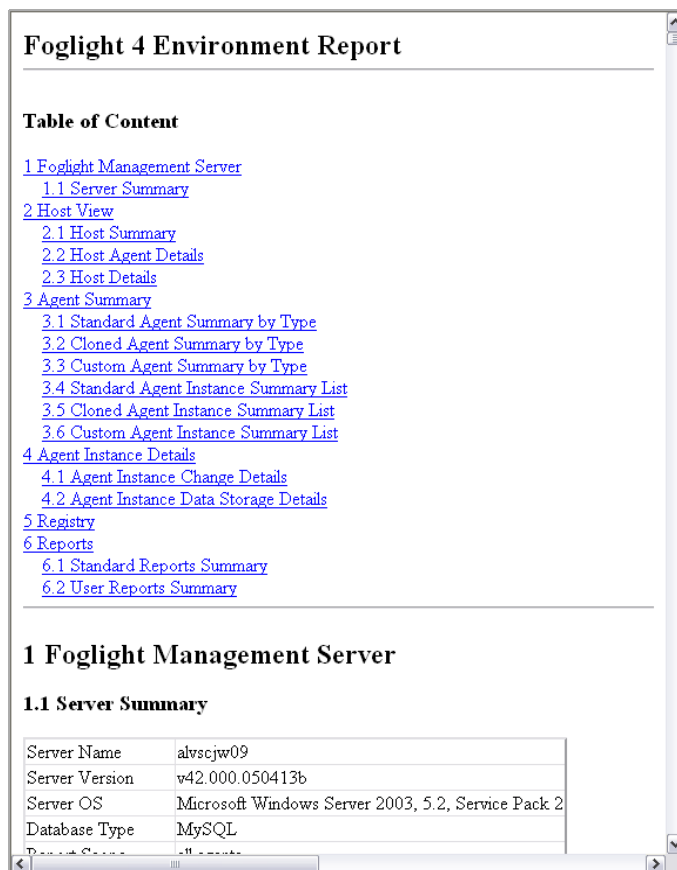 Foglight 4 Environment Report
Table of Content
1 Foglight Management Server
1.1 Server Summary
2 Host View
2.1 Host Summary
2.2 Host Agent Details
2.3 Host Details
3 Agent Summary
3.1 Standard Agent Summary by Type
3.2 Cloned Agent Summary by Type
3.3 Custom Agent Summary by Type
3.4 Standard Agent Instance Summary List
3.5 Cloned Agent Instance Summary List
3.6 Custom Agent Instance Summary List
4 Agent Instance Details
4.1 Agent Instance Change Details
4.2 Agent Instance Data Storage Details
5 Registry
6 Reports
6.1 Standard Reports Summary
6.2 User Reports Summary
1 Foglight Management Server
1.1 Server Summary
Server Name alvscjw09
Server Version v42.000.050413b
Server OS Microsoft Windows Server 2003, 5.2, Service Pack 2
Database Type MySQL